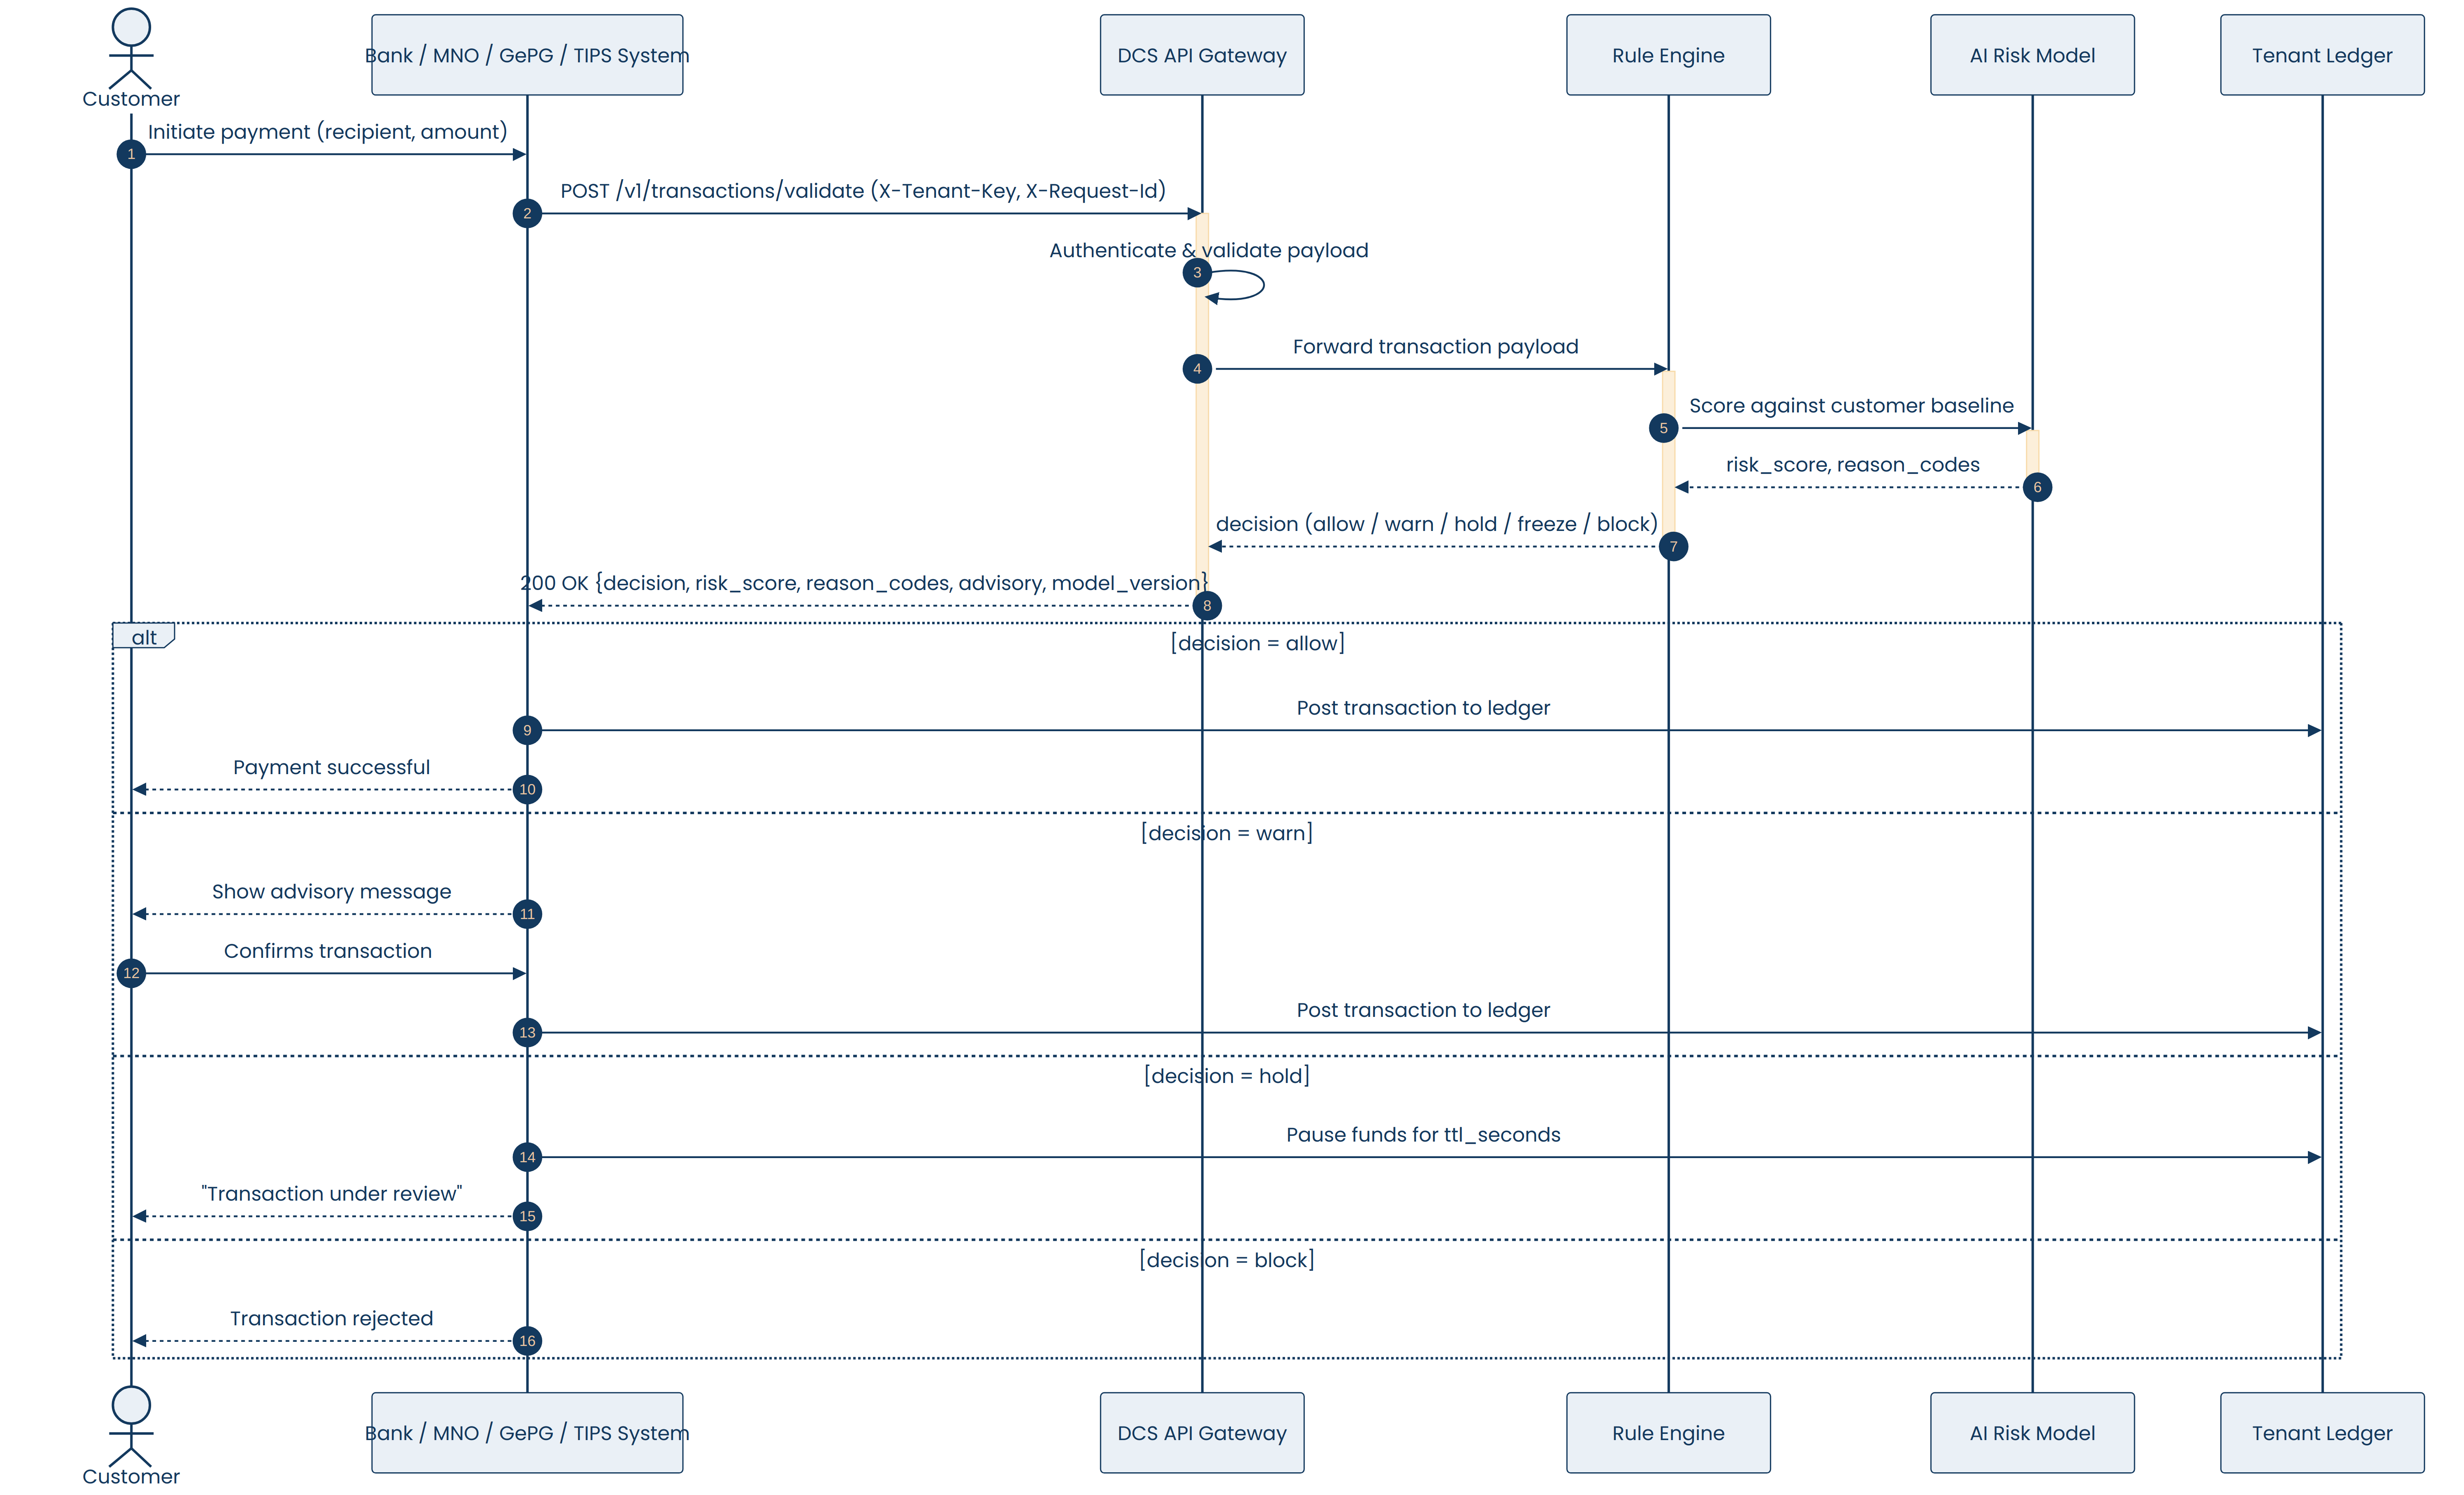 Customer
Bank / MNO / GePG / TIPS System
DCS API Gateway
Rule Engine
AI Risk Model
Tenant Ledger
Initiate payment (recipient, amount)
1
POST /v1/transactions/validate (X-Tenant-Key, X-Request-Id)
2
Authenticate & validate payload
3
Forward transaction payload
4
Score against customer baseline
5
risk_score, reason_codes
6
decision (allow / warn / hold / freeze / block)
7
200 OK {decision, risk_score, reason_codes, advisory, model_version}
8
alt
[decision = allow]
Post transaction to ledger
9
Payment successful
10
[decision = warn]
Show advisory message
11
Confirms transaction
12
Post transaction to ledger
13
[decision = hold]
Pause funds for ttl_seconds
14
"Transaction under review"
15
[decision = block]
Transaction rejected
16
Customer
Bank / MNO / GePG / TIPS System
DCS API Gateway
Rule Engine
AI Risk Model
Tenant Ledger